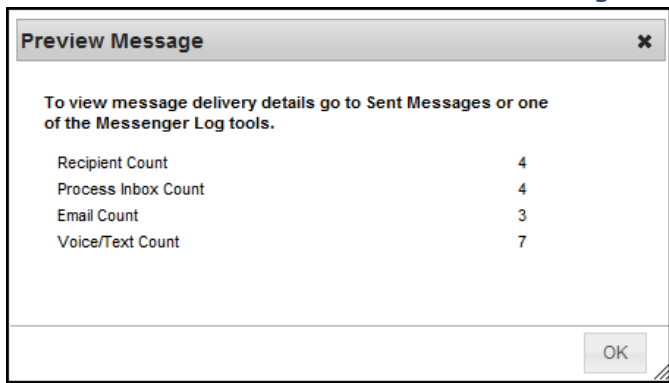 Preview Message
To view message delivery details go to Sent Messages or one
of the Messenger Log tools.
Recipient Count 4
Process Inbox Count 4
Email Count 3
Voice/Text Count 7
OK